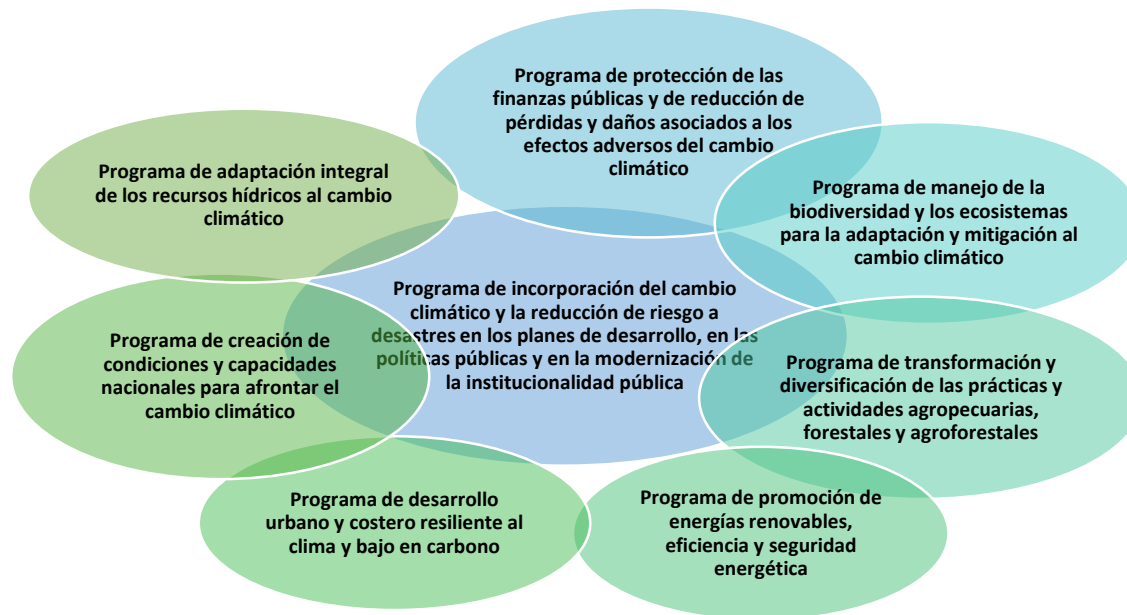 Programa de protección de las
finanzas públicas y de reducción de
pérdidas y daños asociados a los
efectos adversos del cambio
climático
Programa de adaptación integral
de los recursos hídricos al cambio
climático
Programa de manejo de la
biodiversidad y los ecosistemas
para la adaptación y mitigación al
cambio climático
Programa de incorporación del cambio
climático y la reducción de riesgo a
desastres en los planes de desarrollo, en las
políticas públicas y en la modernización de
la institucionalidad pública
Programa de creación de
condiciones y capacidades
nacionales para afrontar el
cambio climático
Programa de transformación y
diversificación de las prácticas y
actividades agropecuarias,
forestales y agroforestales
Programa de desarrollo
urbano y costero resiliente al
clima y bajo en carbono
Programa de promoción de
energías renovables,
eficiencia y seguridad
energética